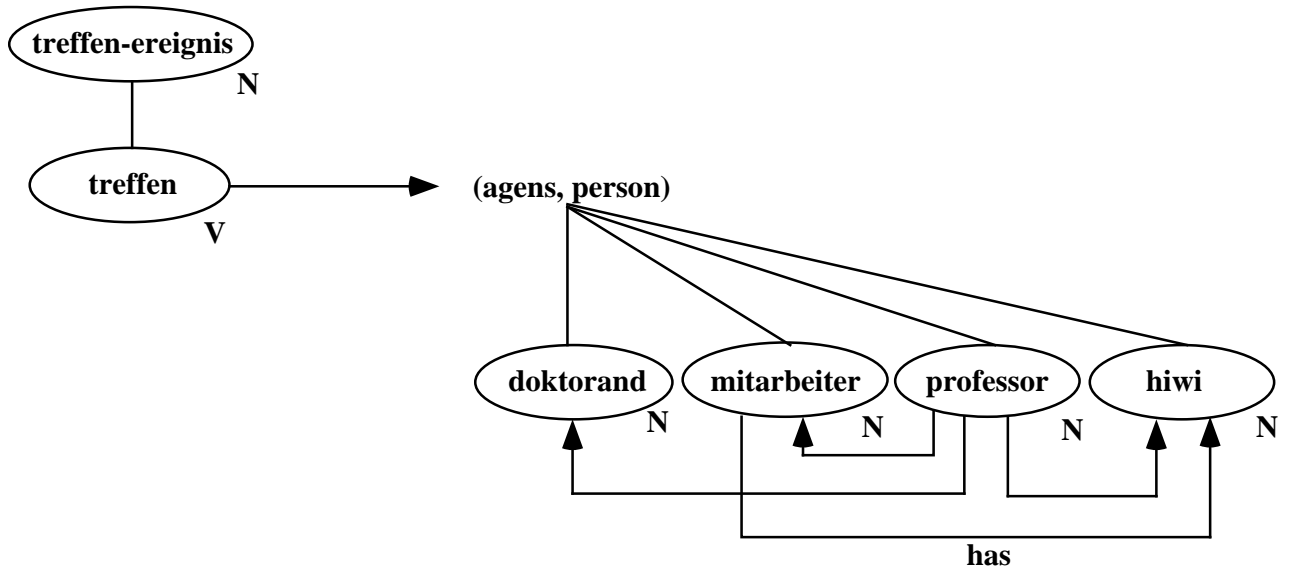 treffen-ereignis
N
treffen
V
(agens, person)
doktorand
N
mitarbeiter
N
professor
N
hiwi
N
has